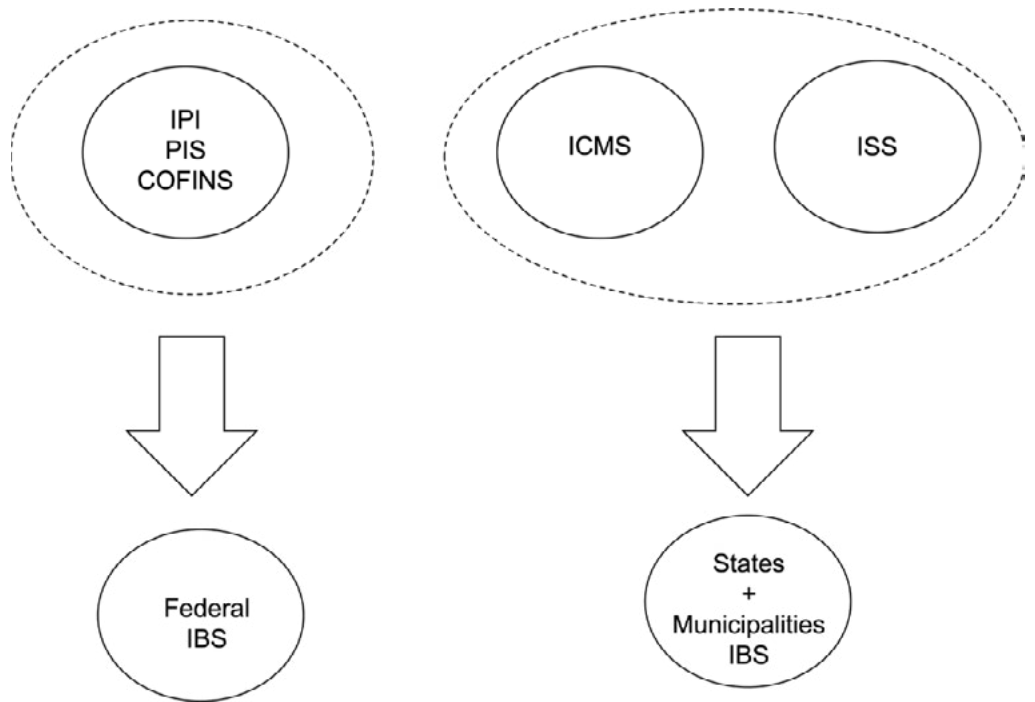 IPI
PIS
COFINS
ICMS
ISS
Federal
IBS
States
+
Municipalities
IBS